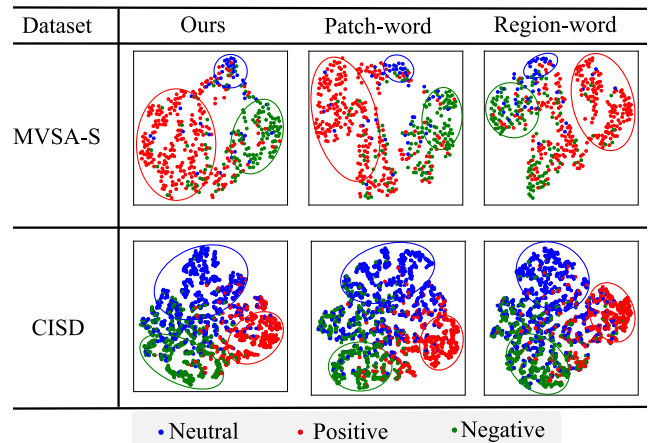 Dataset Ours Patch-word Region-word
MVSA-S
CISD
Neutral Positive Negative